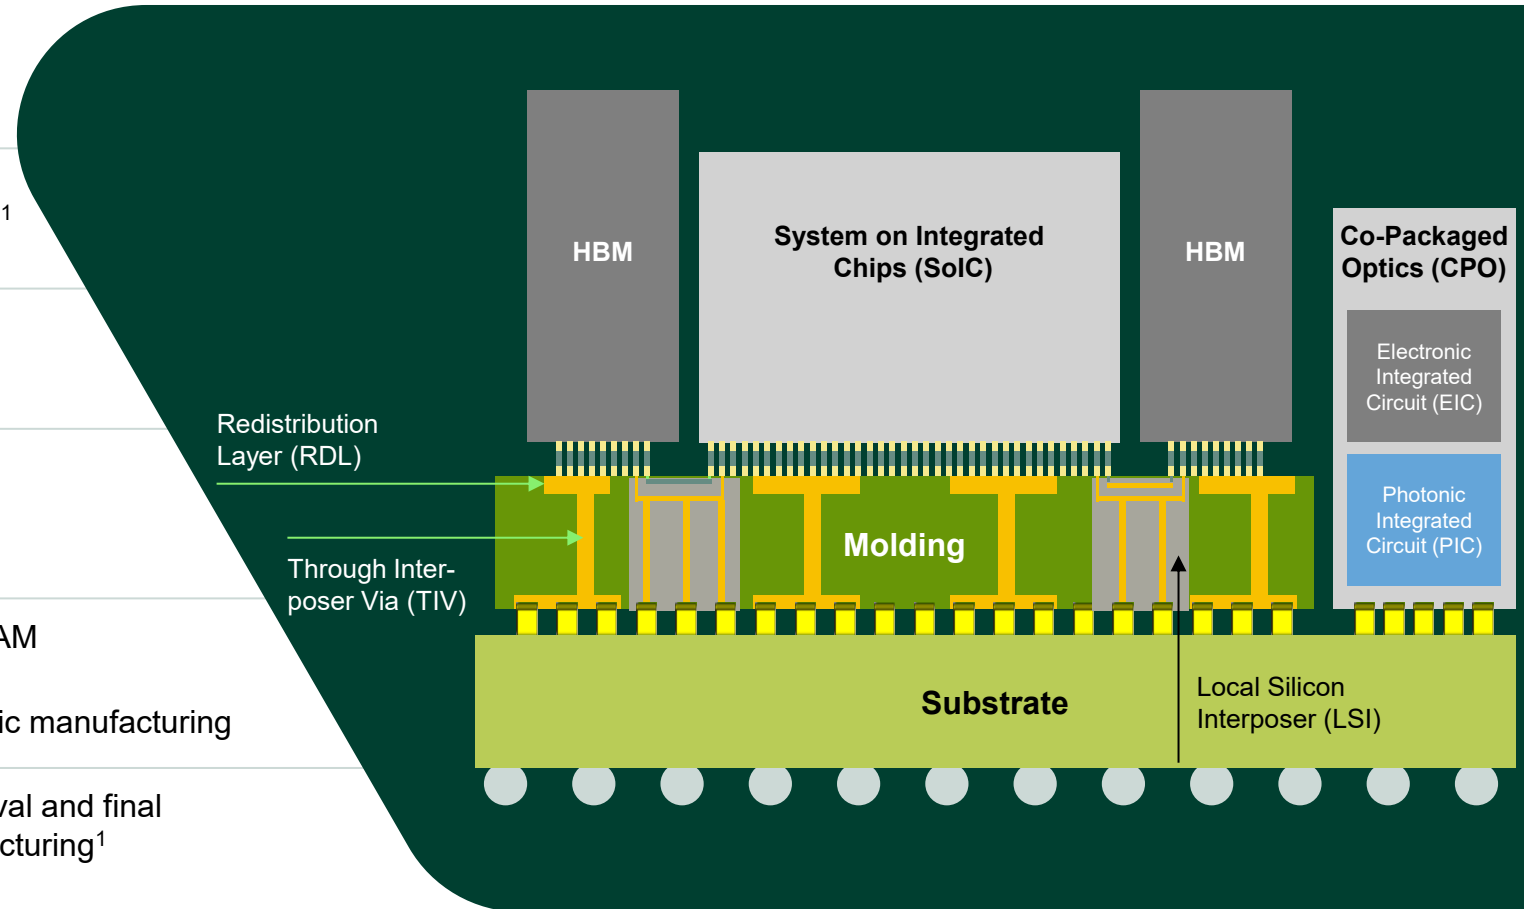 1
AM
ic manufacturing
val and final
cturing1
HBM
System on Integrated
Chips (SoIC)
HBM
Co-Packaged
Optics (CPO)
Electronic
Integrated
Circuit (EIC)
Photonic
Integrated
Circuit (PIC)
Redistribution
Layer (RDL)
Through Inter-
poser Via (TIV)
Molding
Substrate
Local Silicon
Interposer (LSI)